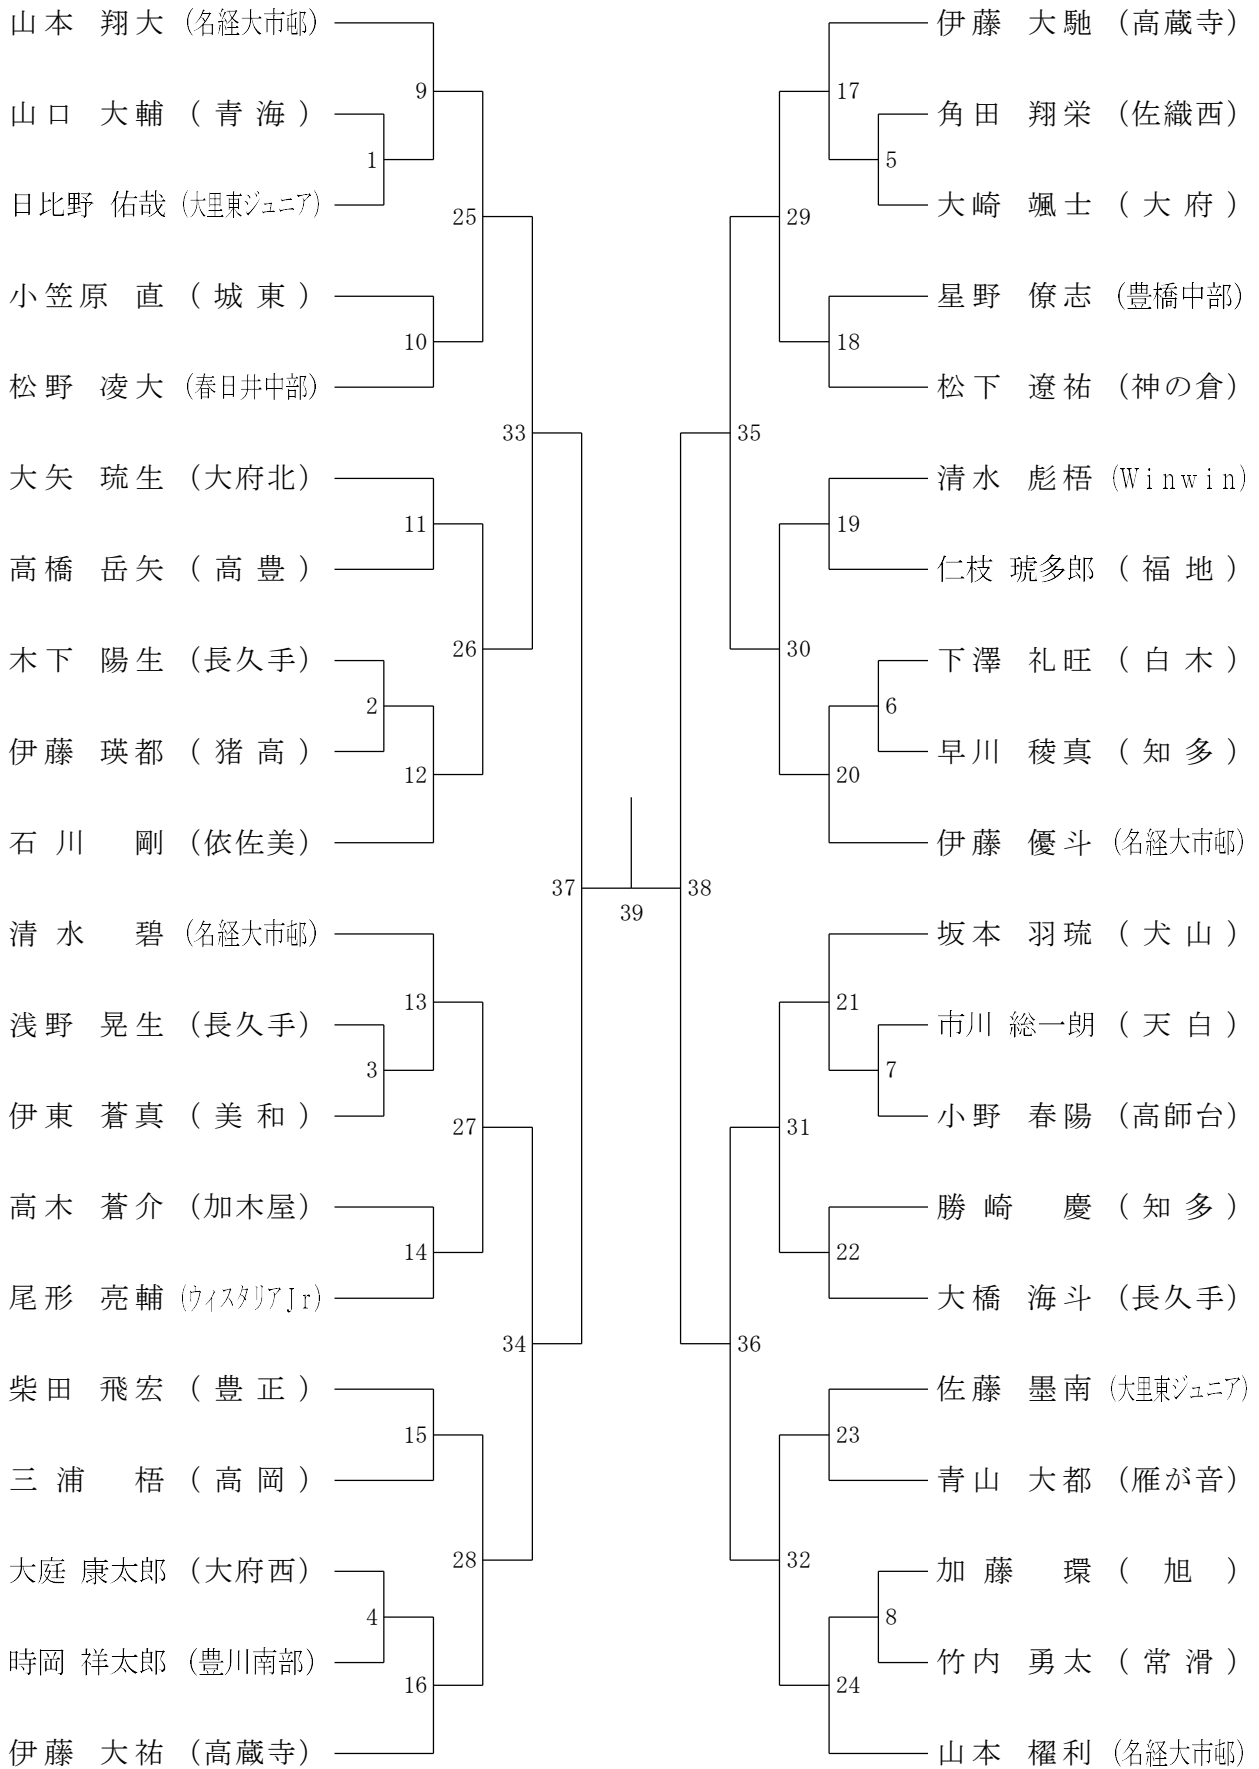 山本 翔大 (名経大市邨)
9
山口 大輔 (青海)
1
日比野 佑哉 (大里東ジュニア)
25
小笠原 直 (城東)
10
松野 凌大 (春日井中部)
33
大矢 琉生 (大府北)
11
高橋 岳矢 (高豊)
26
木下 陽生 (長久手)
2
伊藤 瑛都 (猪高)
12
石川 剛 (依佐美)
37
清水 碧 (名経大市邨)
13
浅野 晃生 (長久手)
3
伊東 蒼真 (美和)
27
高木 蒼介 (加木屋)
14
尾形 亮輔 (ウィスタリアJr)
34
柴田 飛宏 (豊正)
15
三浦 梧 (高岡)
28
大庭 康太郎 (大府西)
4
時岡 祥太郎 (豊川南部)
16
伊藤 大祐 (高蔵寺)
39
伊藤 大馳 (高蔵寺)
17
角田 翔栄 (佐織西)
5
大崎 颯士 (大府)
29
星野 僚志 (豊橋中部)
18
松下 遼祐 (神の倉)
35
清水 彪梧 (Winwin)
19
仁枝 琥多郎 (福地)
30
下澤 礼旺 (白木)
6
早川 稜真 (知多)
20
伊藤 優斗 (名経大市邨)
38
坂本 羽琉 (犬山)
21
市川 総一朗 (天白)
7
小野 春陽 (高師台)
31
勝崎 慶 (知多)
22
大橋 海斗 (長久手)
36
佐藤 墨南 (大里東ジュニア)
23
青山 大都 (雁が音)
32
加藤 環 (旭)
8
竹内 勇太 (常滑)
24
山本 櫂利 (名経大市邨)